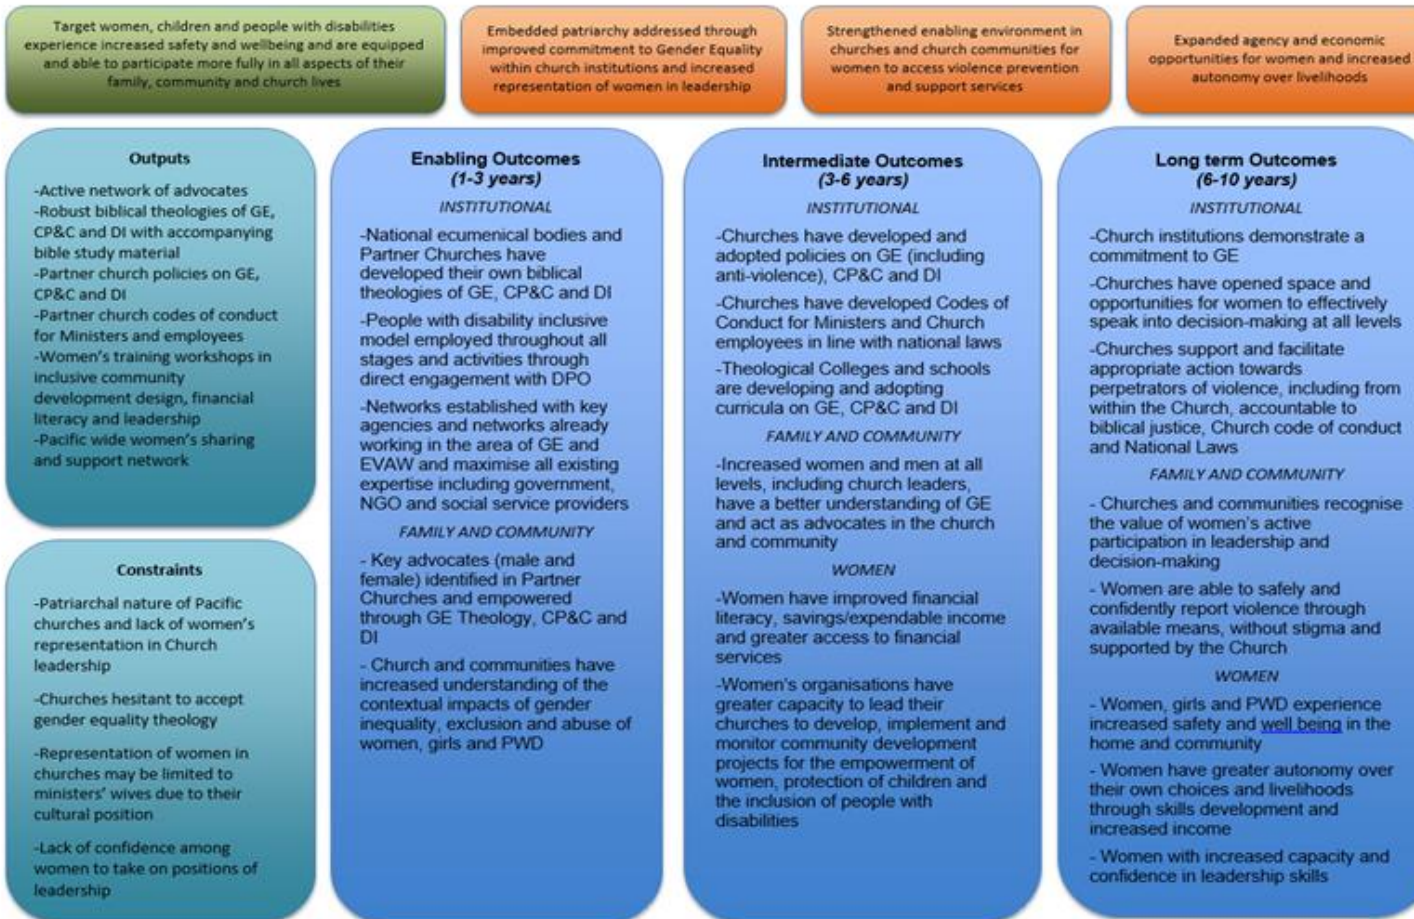 Target women, children and people with disabilities
experience increased safety and wellbeing and are equipped
and able to participate more fully in all aspects of their
family, community and church lives
Embedded patriarchy addressed through
improved commitment to Gender Equality
within church institutions and increased
representation of women in leadership
Strengthened enabling environment in
churches and church communities for
women to access violence prevention
and support services
Expanded agency and economic
opportunities for women and increased
autonomy over livelihoods
Outputs
-Active network of advocates
-Robust biblical theologies of GE,
CP&C and DI with accompanying
bible study material
-Partner church policies on GE,
CP&C and DI
-Partner church codes of conduct
for Ministers and employees
-Women's training workshops in
inclusive community
development design, financial
literacy and leadership
-Pacific wide women's sharing
and support network
Constraints
-Patriarchal nature of Pacific
churches and lack of women's
representation in Church
leadership
-Churches hesitant to accept
gender equality theology
-Representation of women in
churches may be limited to
ministers' wives due to their
cultural position
-Lack of confidence among
women to take on positions of
leadership
Enabling Outcomes
(1-3 years)
INSTITUTIONAL
-National ecumenical bodies and
Partner Churches have
developed their own biblical
theologies of GE, CP&C and DI
-People with disability inclusive
model employed throughout all
stages and activities through
direct engagement with DPO
-Networks established with key
agencies and networks already
working in the area of GE and
EVAW and maximise all existing
expertise including government,
NGO and social service providers
FAMILY AND COMMUNITY
- Key advocates (male and
female) identified in Partner
Churches and empowered
through GE Theology, CP&C and
DI
- Church and communities have
increased understanding of the
contextual impacts of gender
inequality, exclusion and abuse of
women, girls and PWD
Intermediate Outcomes
(3-6 years)
INSTITUTIONAL
-Churches have developed and
adopted policies on GE (including
anti-violence), CP&C and DI
-Churches have developed Codes of
Conduct for Ministers and Church
employees in line with national laws
-Theological Colleges and schools
are developing and adopting
curricula on GE, CP&C and DI
FAMILY AND COMMUNITY
-Increased women and men at all
levels, including church leaders,
have a better understanding of GE
and act as advocates in the church
and community
WOMEN
-Women have improved financial
literacy, savings/expendable income
and greater access to financial
services
-Women's organisations have
greater capacity to lead their
churches to develop, implement and
monitor community development
projects for the empowerment of
women, protection of children and
the inclusion of people with
disabilities
Long term Outcomes
(6-10 years)
INSTITUTIONAL
-Church institutions demonstrate a
commitment to GE
-Churches have opened space and
opportunities for women to effectively
speak into decision-making at all levels
-Churches support and facilitate
appropriate action towards
perpetrators of violence, including from
within the Church, accountable to
biblical justice, Church code of conduct
and National Laws
FAMILY AND COMMUNITY
- Churches and communities recognise
the value of women's active
participation in leadership and
decision-making
- Women are able to safely and
confidently report violence through
available means, without stigma and
supported by the Church
WOMEN
- Women, girls and PWD experience
increased safety and well being in the
home and community
- Women have greater autonomy over
their own choices and livelihoods
through skills development and
increased income
- Women with increased capacity and
confidence in leadership skills